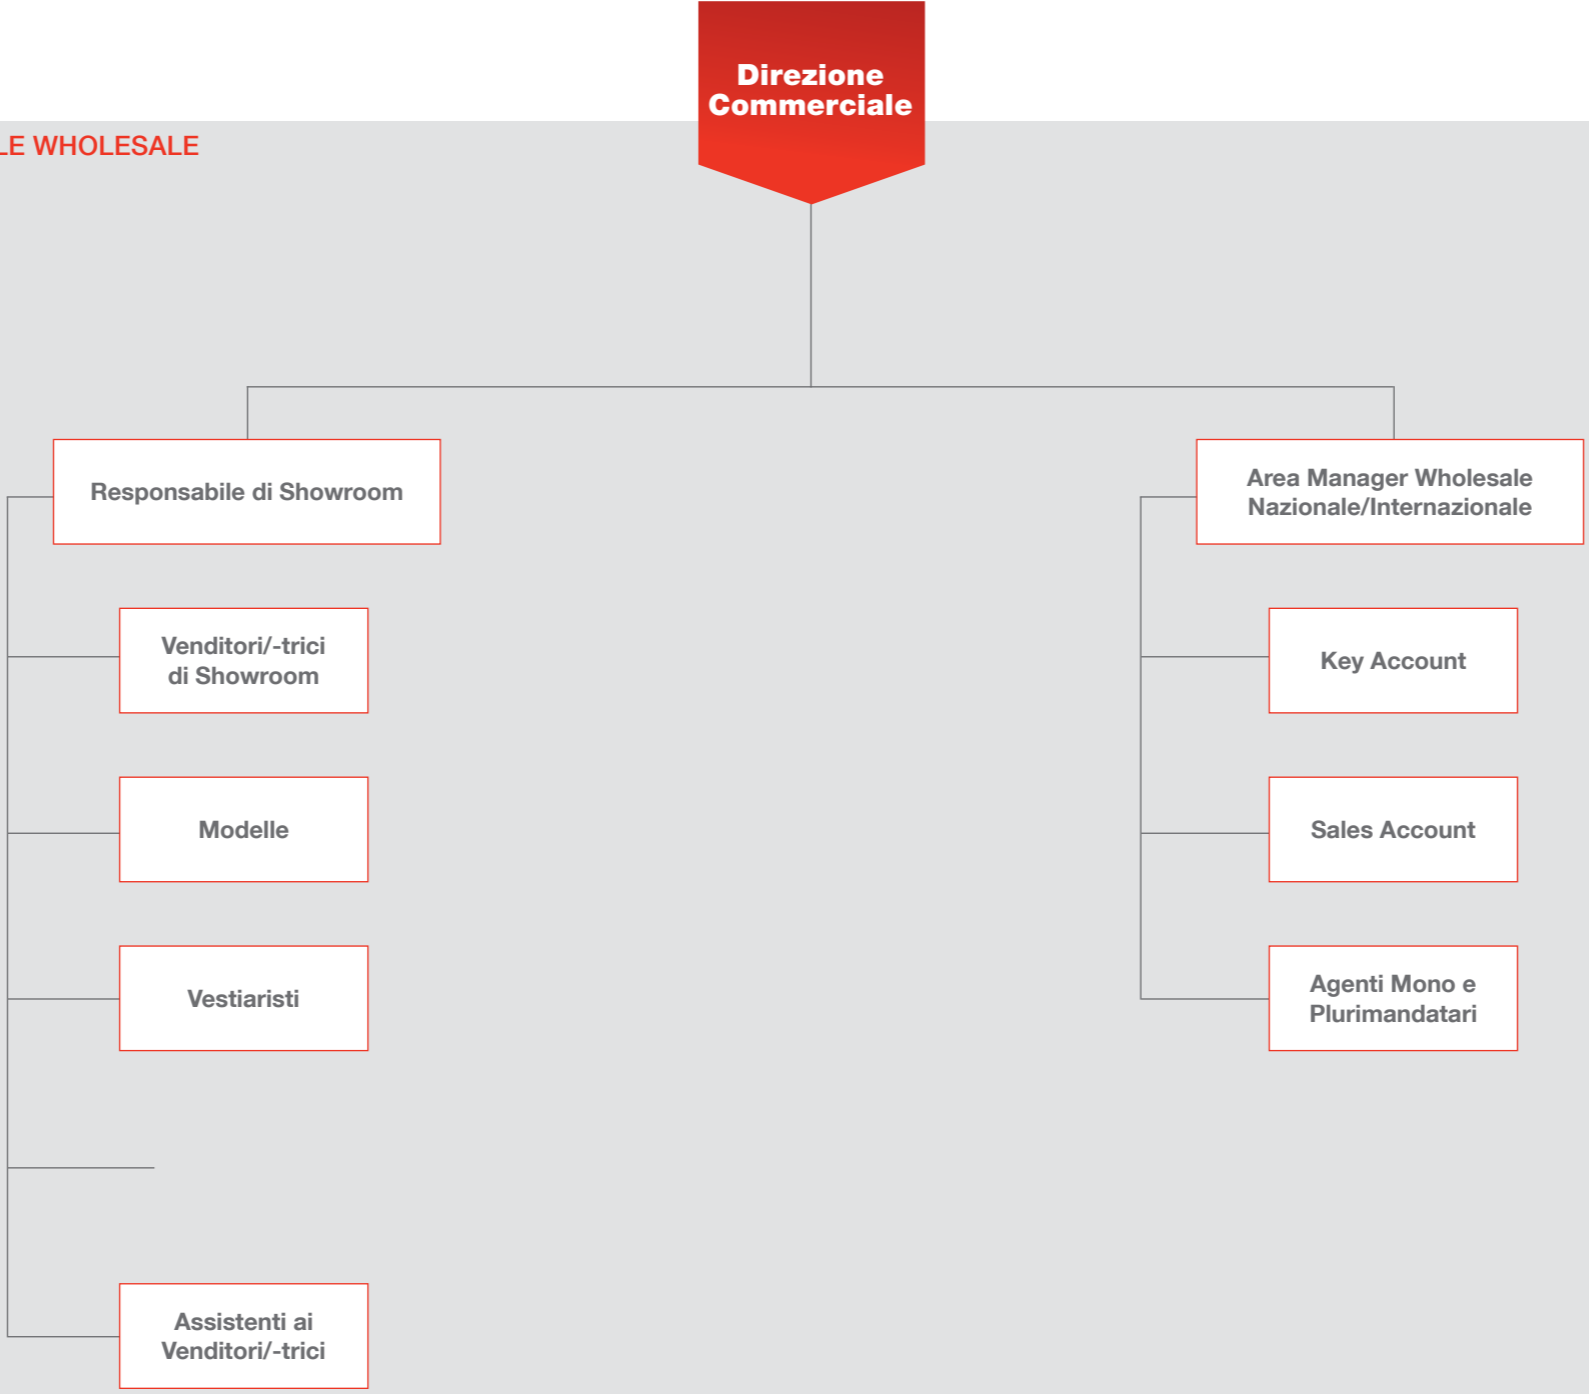 Direzione
Commerciale
LE WHOLESALE
Responsabile di Showroom
Venditori/-trici
di Showroom
Modelle
Vestiaristi
Assistenti ai
Venditori/-trici
Area Manager Wholesale
Nazionale/Internazionale
Key Account
Sales Account
Agenti Mono e
Plurimandatari